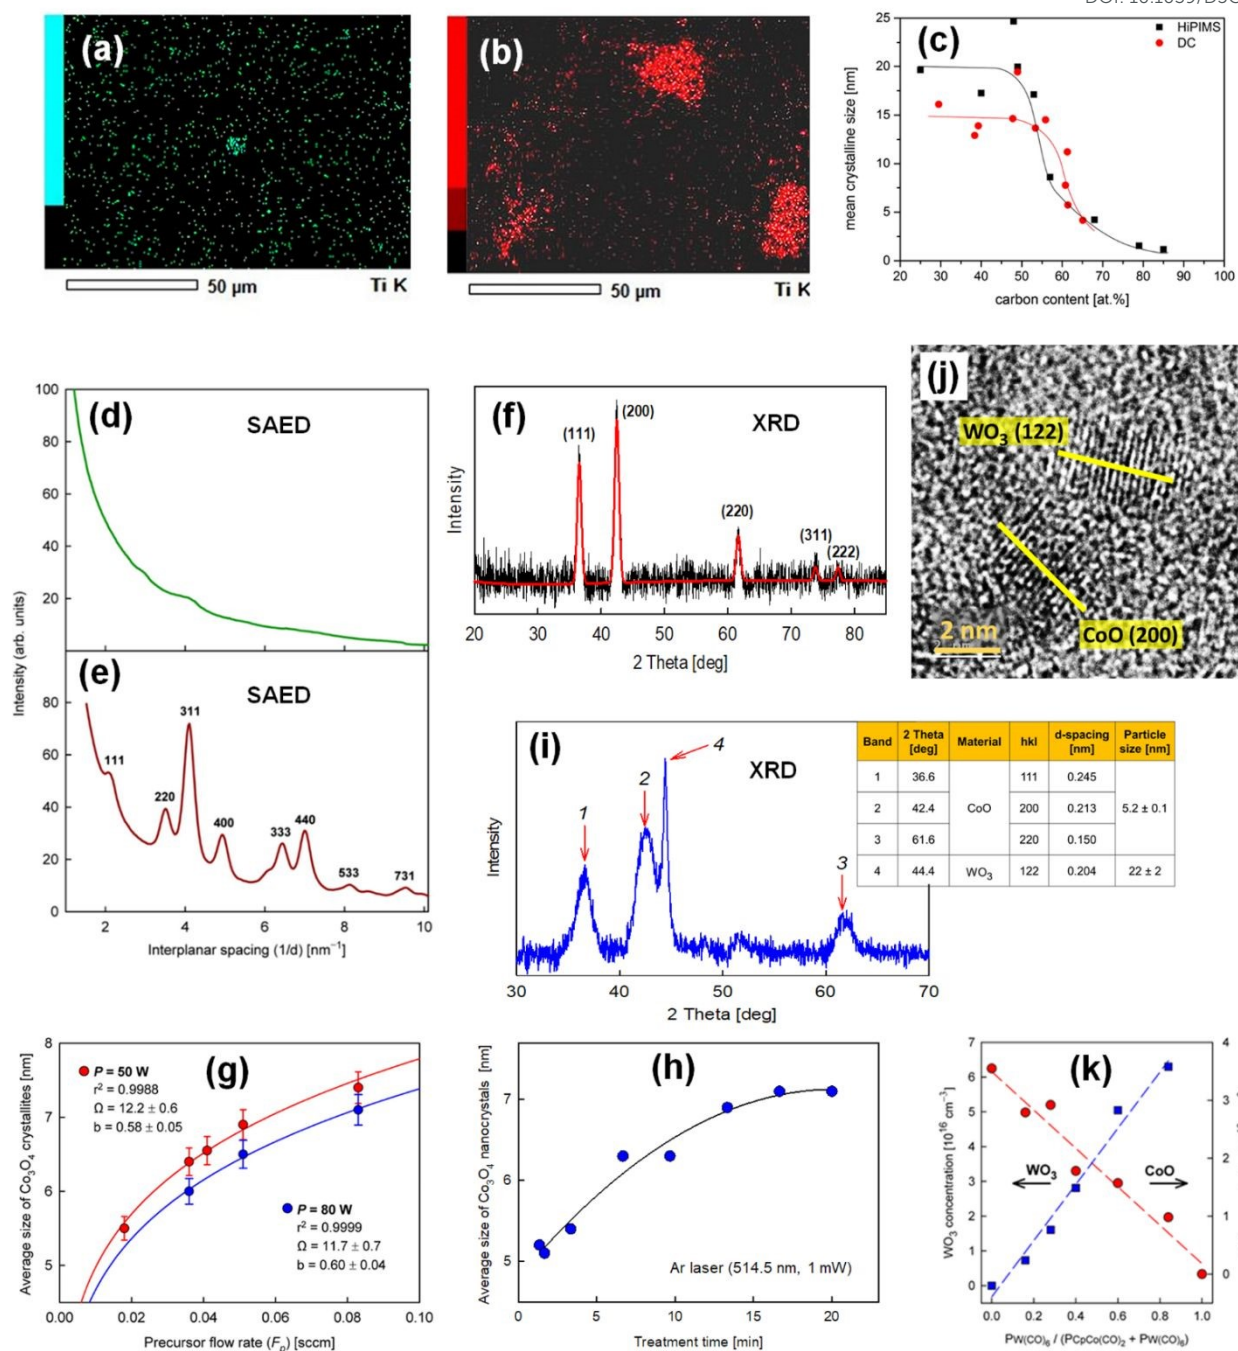 (a)
50 µm
Ti K
(b)
50 µm
Ti K
(c)
HiPIMS
DC
mean crystalline size [nm]
25
20
15
10
5
0
20 30 40 50 60 70 80 90 100
carbon content [at.%]
(d)
SAED
100
80
60
40
20
Intensity (arb. units)
(e)
SAED
80
60
40
20
0
111
220
311
400
333
440
533
731
2 4 6 8 10
Interplanar spacing (1/d) [nm⁻¹]
(f)
XRD
(111)
(200)
(220)
(311)
(222)
Intensity
20 30 40 50 60 70 80
2 Theta [deg]
(j)
WO₃ (122)
CoO (200)
2 nm
(i)
XRD
1
2
4
3
Intensity
30 40 50 60 70
2 Theta [deg]
Band 2 Theta [deg] Material hkl d-spacing [nm] Particle size [nm]
1 36.6 CoO 111 0.245 5.2 ± 0.1
2 42.4 200 0.213
3 61.6 220 0.150
4 44.4 WO₃ 122 0.204 22 ± 2
(g)
P = 50 W
r² = 0.9988
Ω = 12.2 ± 0.6
b = 0.58 ± 0.05
P = 80 W
r² = 0.9999
Ω = 11.7 ± 0.7
b = 0.60 ± 0.04
Average size of Co₃O₄ crystallites [nm]
8
7
6
5
0.00 0.02 0.04 0.06 0.08 0.10
Precursor flow rate (Fₚ) [sccm]
(h)
Average size of Co₃O₄ nanocrystals [nm]
7
6
5
Ar laser (514.5 nm, 1 mW)
0 5 10 15 20
Treatment time [min]
(k)
WO₃ concentration [10¹⁶ cm⁻³]
7
6
5
4
3
2
1
0
WO₃
CoO
4
3
2
1
0
0.0 0.2 0.4 0.6 0.8 1.0
PW(CO)₆ / (PCpCo(CO)₂ + PW(CO)₆)